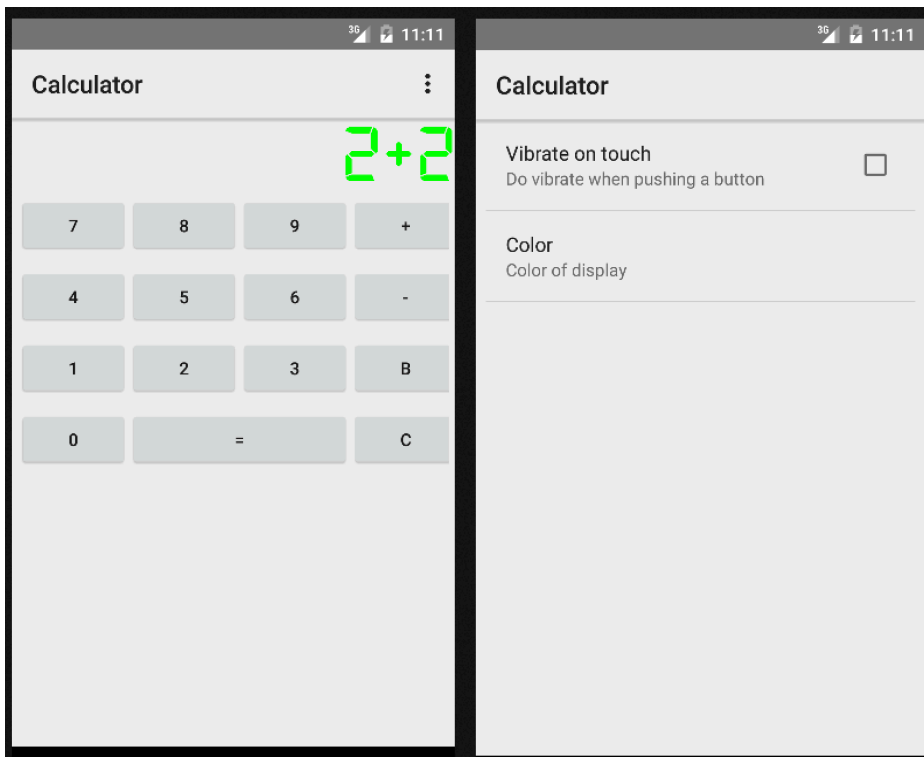 3G 11:11
Calculator
2+2
7 8 9 +
4 5 6 -
1 2 3 B
0 = C
3G 11:11
Calculator
Vibrate on touch
Do vibrate when pushing a button
Color
Color of display